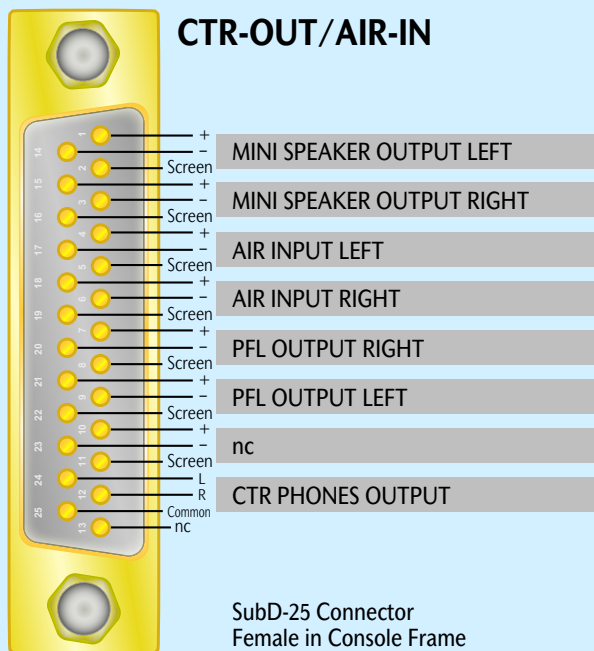 CTR-OUT/AIR-IN
1 +
14 –
2 Screen
MINI SPEAKER OUTPUT LEFT
15 +
3 –
16 Screen
MINI SPEAKER OUTPUT RIGHT
4 +
17 –
5 Screen
AIR INPUT LEFT
18 +
6 –
19 Screen
AIR INPUT RIGHT
7 +
20 –
8 Screen
PFL OUTPUT RIGHT
21 +
9 –
22 Screen
PFL OUTPUT LEFT
10 +
23 –
11 Screen
nc
24 L
12 R
25 Common
CTR PHONES OUTPUT
13 nc
SubD-25 Connector
Female in Console Frame